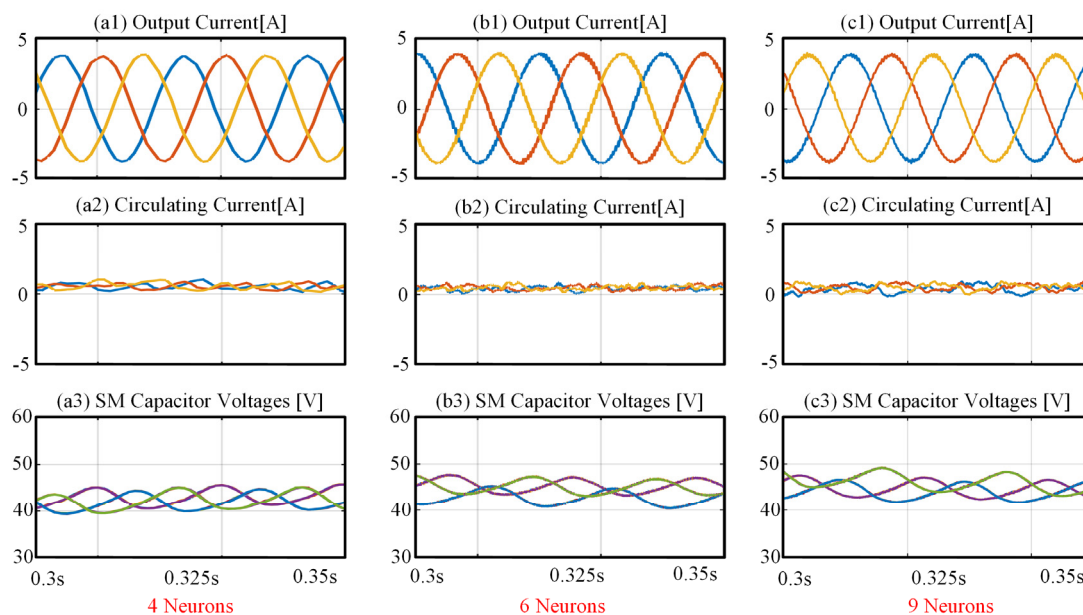 (a1) Output Current[A]
(b1) Output Current[A]
(c1) Output Current[A]
5
0
-5
5
0
-5
5
0
-5
(a2) Circulating Current[A]
(b2) Circulating Current[A]
(c2) Circulating Current[A]
5
0
-5
5
0
-5
5
0
-5
(a3) SM Capacitor Voltages [V]
(b3) SM Capacitor Voltages [V]
(c3) SM Capacitor Voltages [V]
60
50
40
30
60
50
40
30
60
50
40
30
0.3s 0.325s 0.35s
0.3s 0.325s 0.35s
0.3s 0.325s 0.35s
4 Neurons
6 Neurons
9 Neurons